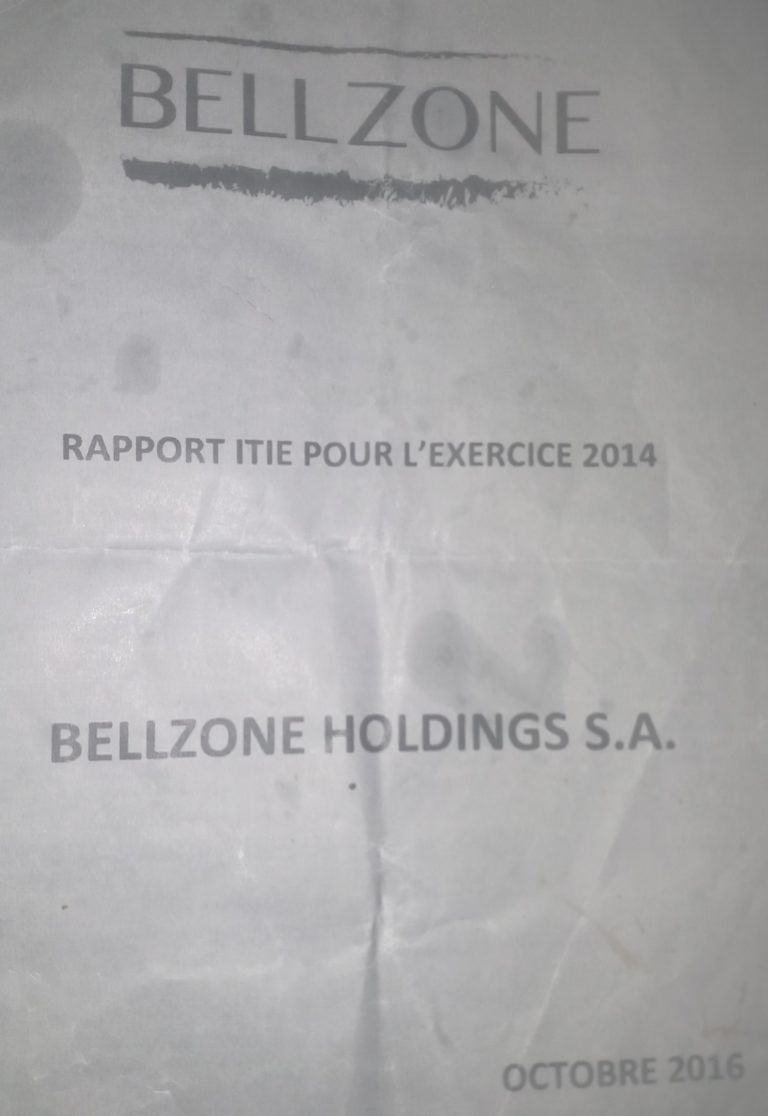 BELLZONE
RAPPORT ITIE POUR L'EXERCICE 2014
BELLZONE HOLDINGS S.A.
OCTOBRE 2016